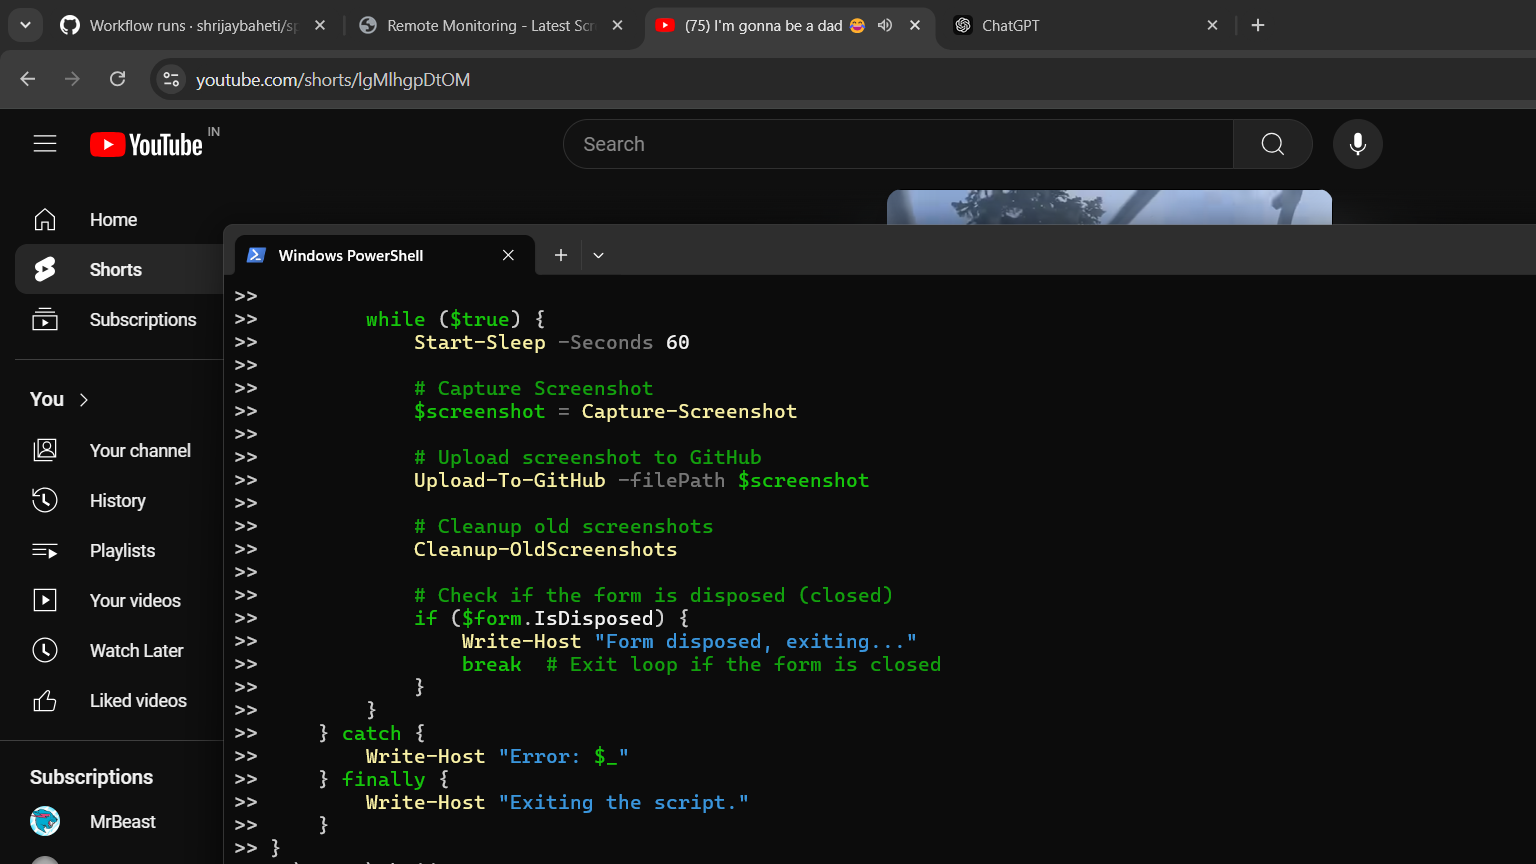 Workflow runs · shrijaybaheti/sp
Remote Monitoring - Latest Scr
(75) I'm gonna be a dad 😂
ChatGPT
youtube.com/shorts/lgMlhgpDtOM
YouTube IN
Search
Home
Shorts
Subscriptions
You
Your channel
History
Playlists
Your videos
Watch Later
Liked videos
Subscriptions
MrBeast
Windows PowerShell
>>
>>         while ($true) {
>>             Start-Sleep -Seconds 60
>>
>>             # Capture Screenshot
>>             $screenshot = Capture-Screenshot
>>
>>             # Upload screenshot to GitHub
>>             Upload-To-GitHub -filePath $screenshot
>>
>>             # Cleanup old screenshots
>>             Cleanup-OldScreenshots
>>
>>             # Check if the form is disposed (closed)
>>             if ($form.IsDisposed) {
>>                 Write-Host "Form disposed, exiting..."
>>                 break  # Exit loop if the form is closed
>>             }
>>         }
>>     } catch {
>>         Write-Host "Error: $_"
>>     } finally {
>>         Write-Host "Exiting the script."
>>     }
>> }